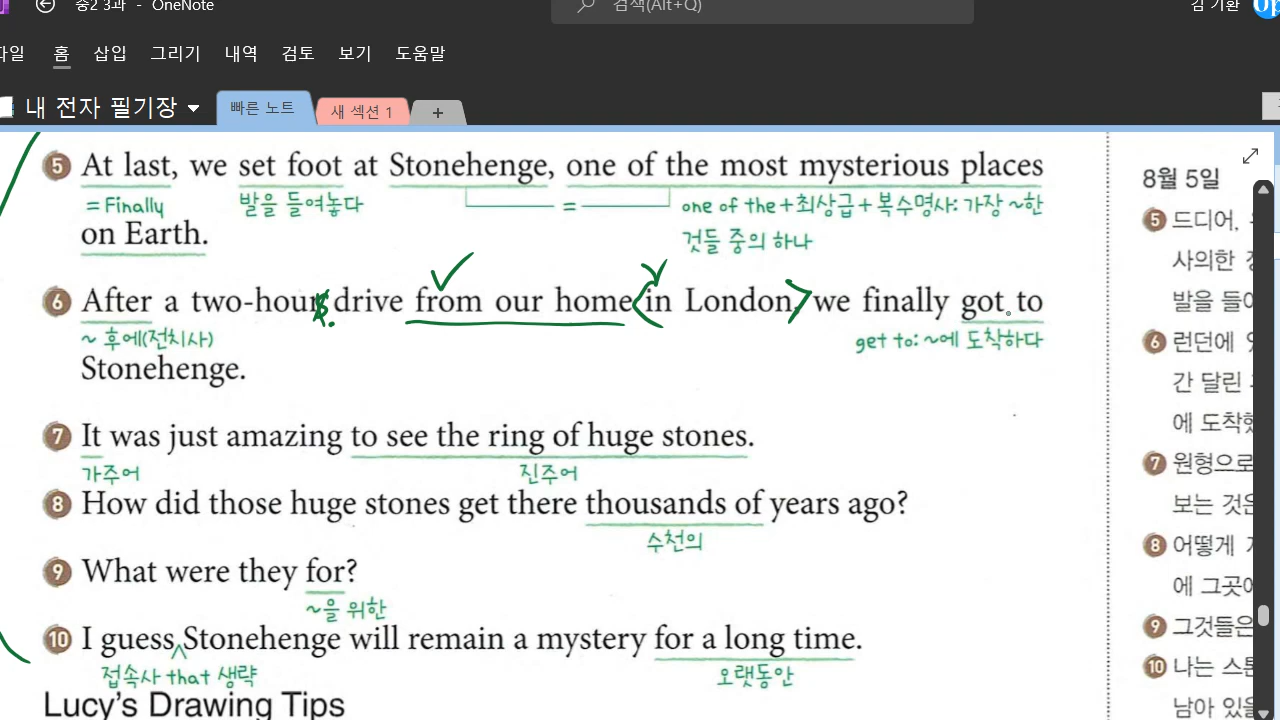 중2 3과 - OneNote
검색(Alt+Q)
김 기환
파일 홈 삽입 그리기 내역 검토 보기 도움말
내 전자 필기장 빠른 노트 새 섹션 1 +
5 At last, we set foot at Stonehenge, one of the most mysterious places
= Finally 발을 들여놓다 = one of the+최상급+복수명사: 가장 ~한
것들 중의 하나
on Earth.
6 After a two-hour drive from our home in London, we finally got to
~ 후에(전치사) get to: ~에 도착하다
Stonehenge.
7 It was just amazing to see the ring of huge stones.
가주어 진주어
8 How did those huge stones get there thousands of years ago?
수천의
9 What were they for?
~을 위한
10 I guess Stonehenge will remain a mystery for a long time.
접속사 that 생략 오랫동안
Lucy's Drawing Tips
8월 5일
5 드디어,
사의한
발을 들여
6 런던에
간 달린
에 도착했
7 원형으로
보는 것은
8 어떻게
에 그곳에
9 그것들은
10 나는 스톤
남아 있을